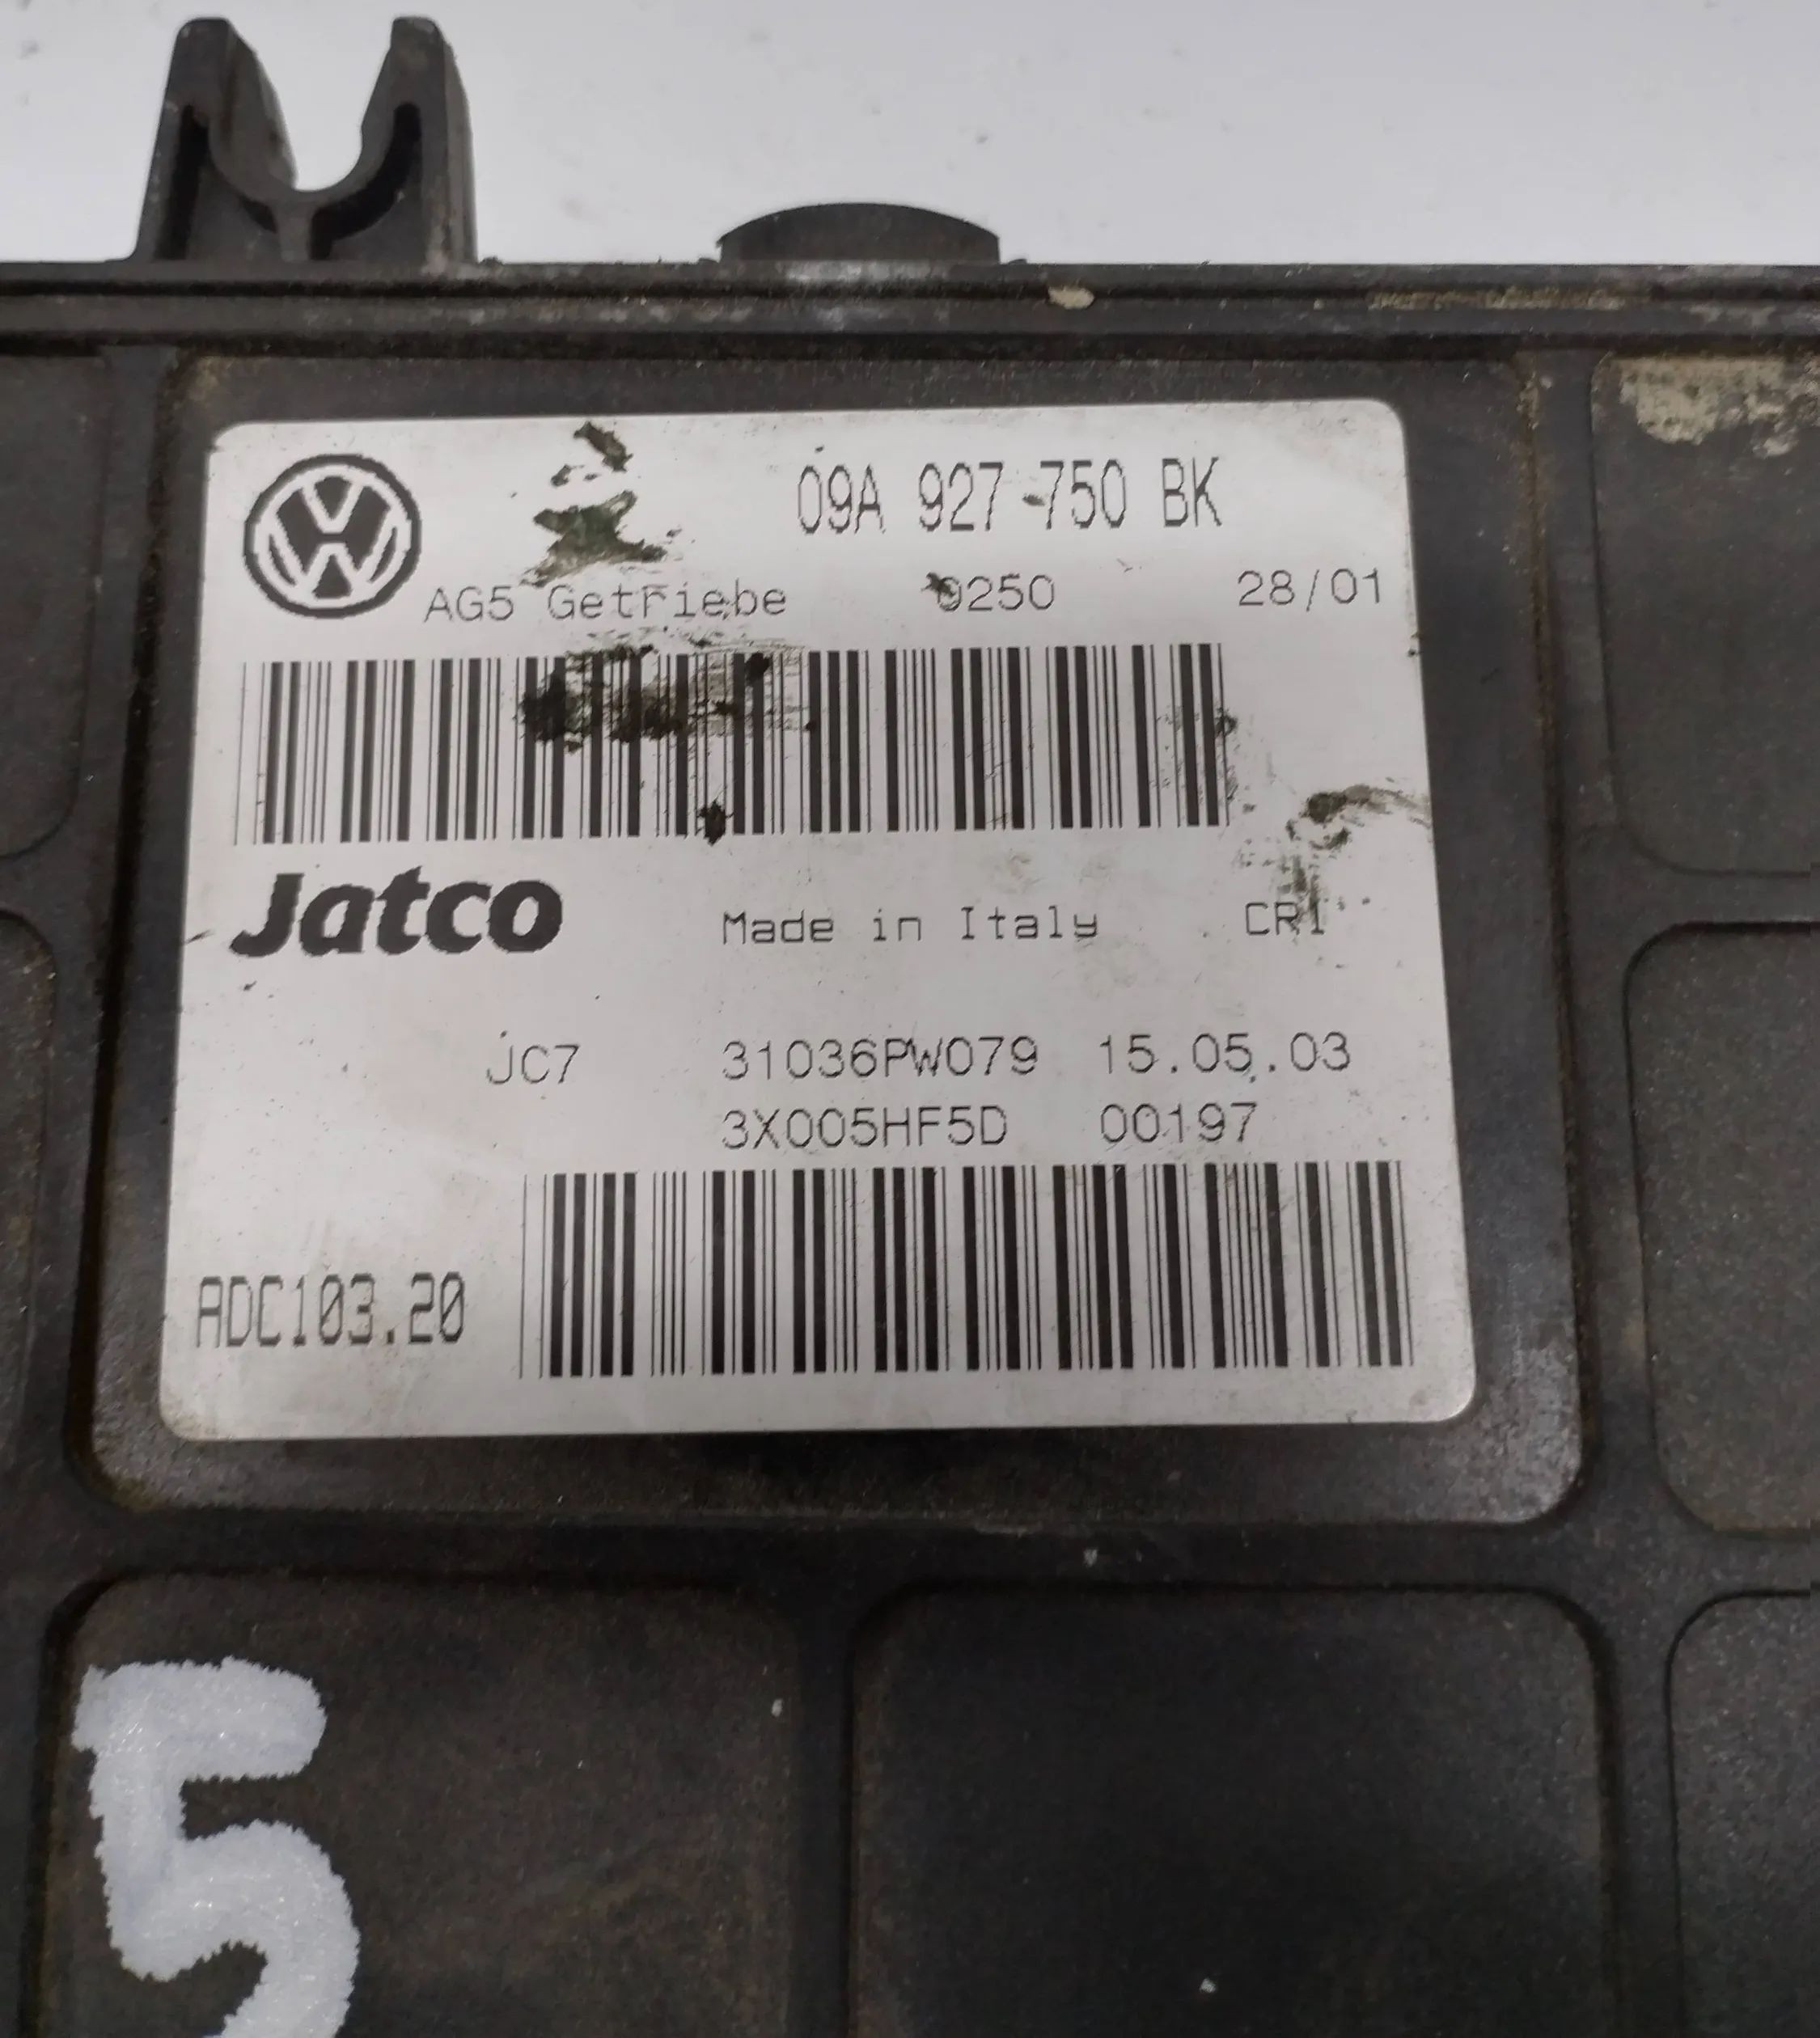 09A 927 750 BK
AG5 Getriebe 0250 28/01
Jatco Made in Italy CR1
JC7 31036PW079 15.05.03
3X005HF5D 00197
ADC103.20
5